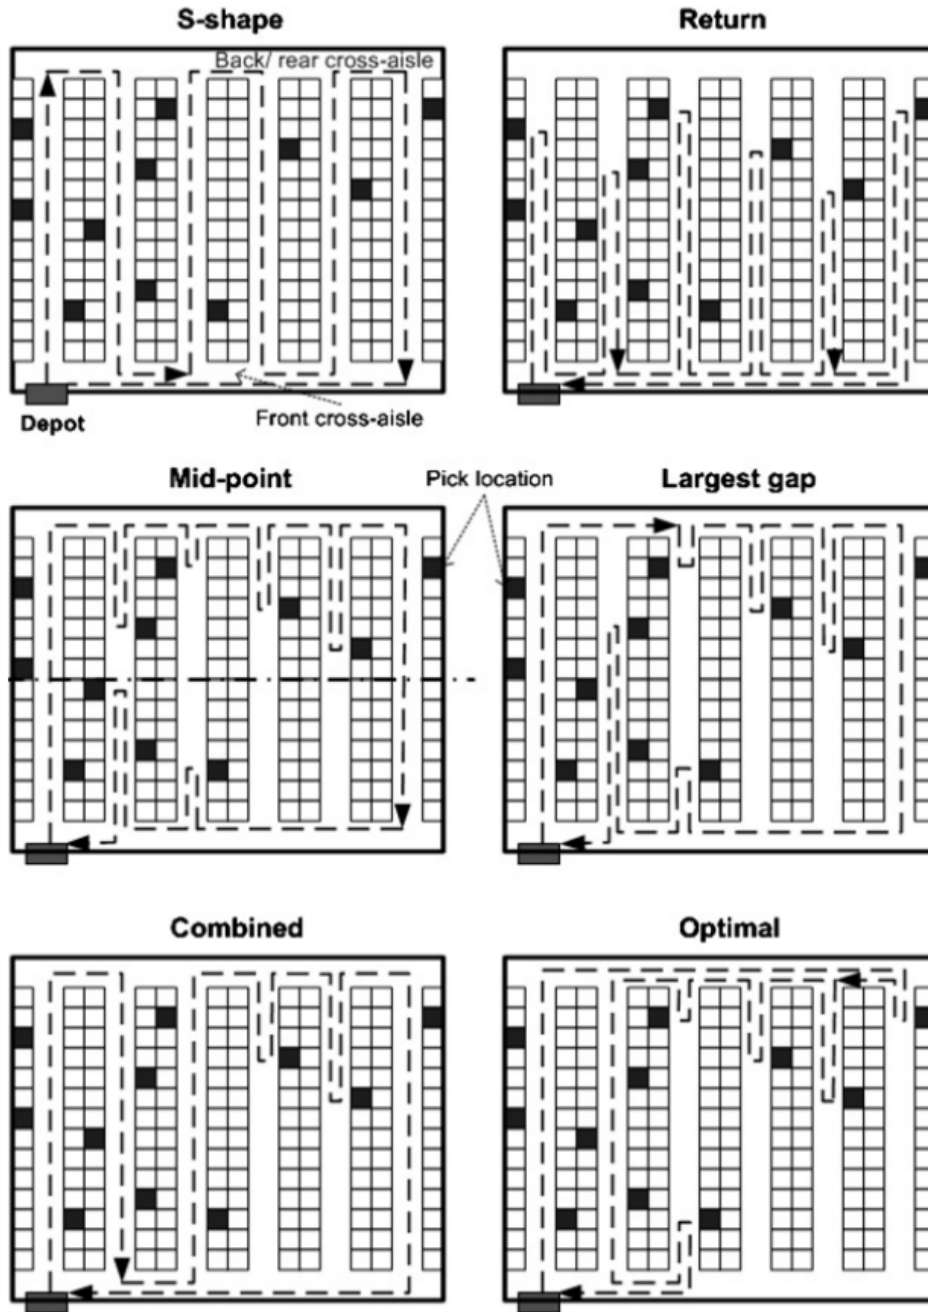 S-shape
Return
Back/ rear cross-aisle
Depot
Front cross-aisle
Mid-point
Pick location
Largest gap
Combined
Optimal